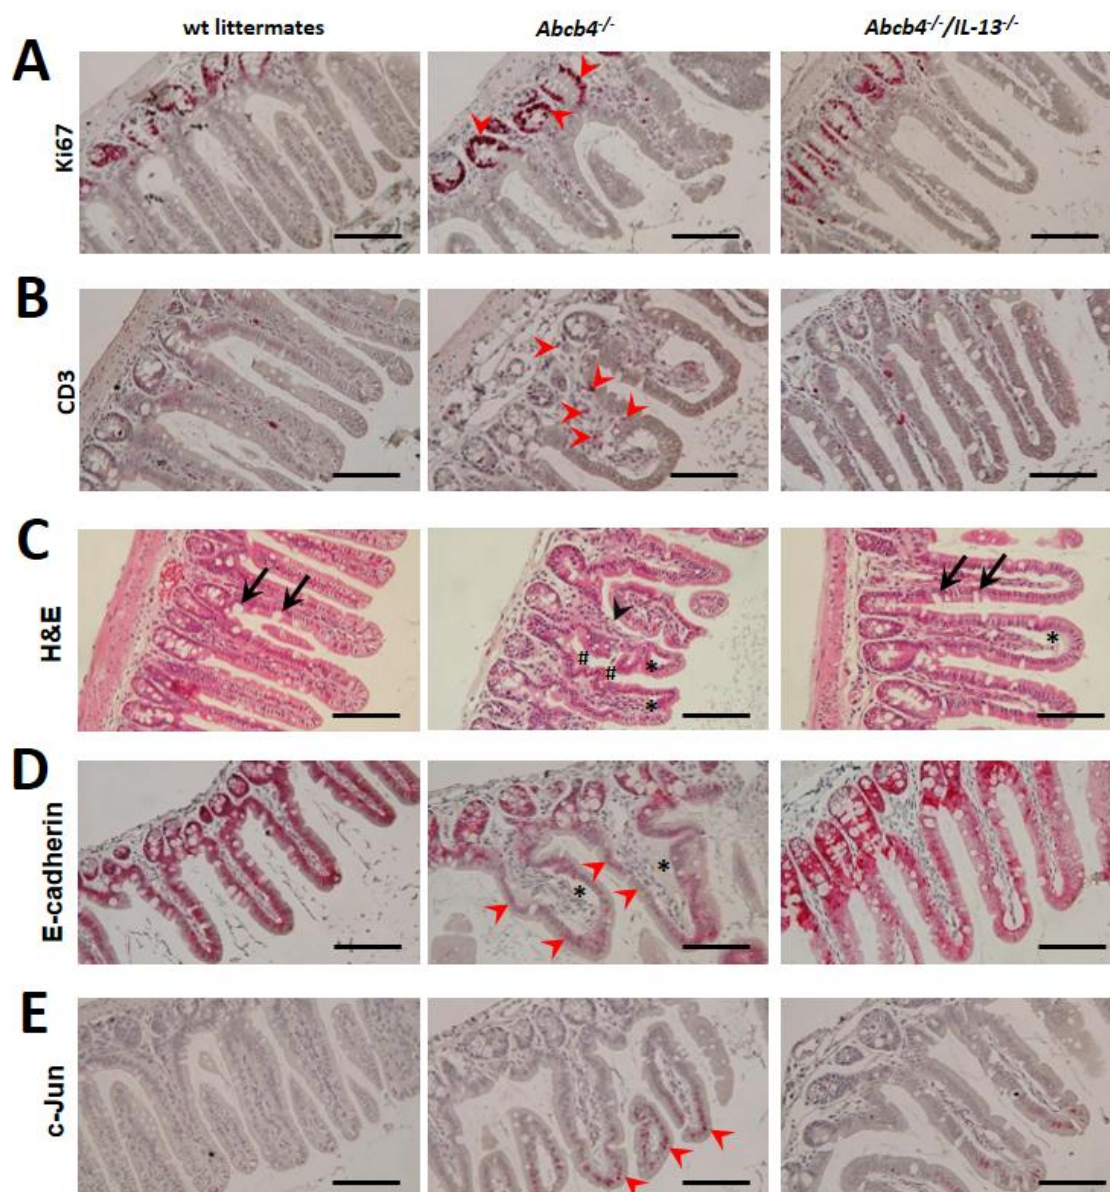 wt littermates Abcb4-/- Abcb4-/-/IL-13-/-
A
Ki67
B
CD3
C
H&E
# # * * *
D
E-cadherin
* *
E
c-Jun